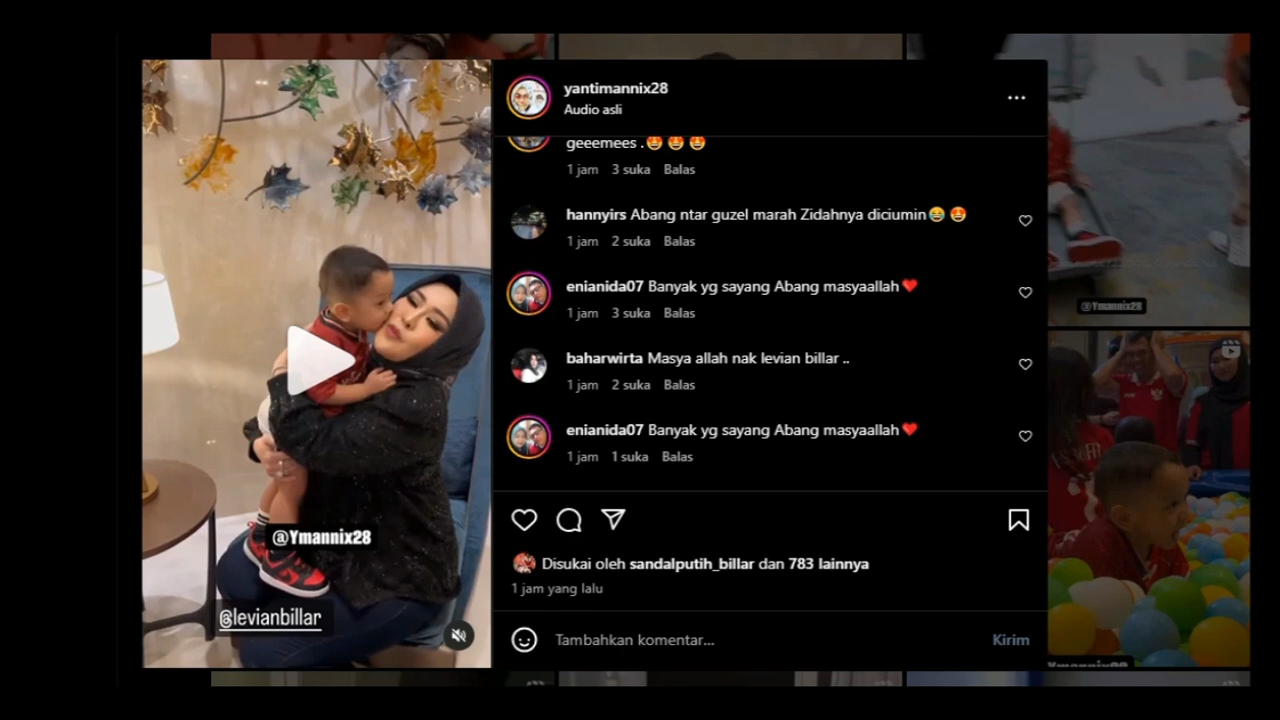 yantimannix28
Audio asli
geeemees .🤩 🤩 🤩
1 jam 3 suka Balas
hannyirs Abang ntar guzel marah Zidahnya diciumin😂 🤩
1 jam 2 suka Balas
enianida07 Banyak yg sayang Abang masyaallah❤️
1 jam 3 suka Balas
baharwirta Masya allah nak levian billar ..
1 jam 2 suka Balas
enianida07 Banyak yg sayang Abang masyaallah❤️
1 jam 1 suka Balas
Disukai oleh sandalputih_billar dan 783 lainnya
1 jam yang lalu
Tambahkan komentar...
Kirim
@Ymannix28
@levianbillar
@Ymannix28